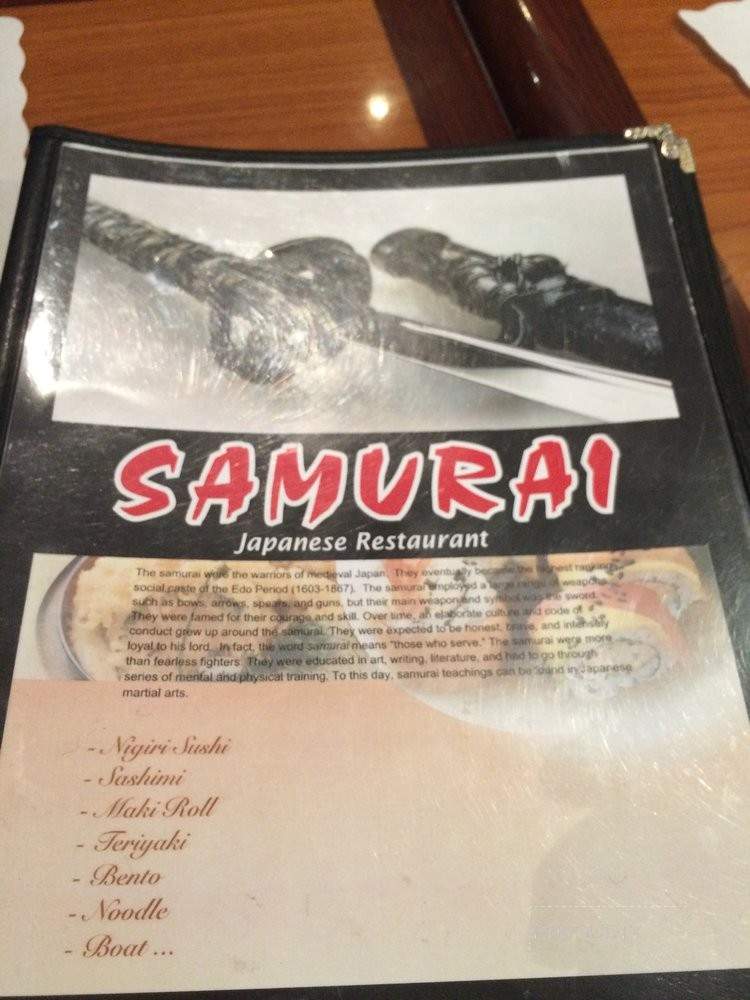 SAMURAI
Japanese Restaurant
The samurai were the warriors of medieval Japan. They eventually became the highest ranking
social caste of the Edo Period (1603-1867). The samurai employed a large range of weapons
such as bows, arrows, spears, and guns, but their main weapon and symbol was the sword.
They were famed for their courage and skill. Over time, an elaborate culture and code of
conduct grew up around the samurai. They were expected to be honest, brave, and intensely
loyal to his lord. In fact, the word samurai means "those who serve." The samurai were more
than fearless fighters. They were educated in art, writing, literature, and had to go through
series of mental and physical training. To this day, samurai teachings can be found in Japanese
martial arts.
- Nigiri Sushi
- Sashimi
- Maki Roll
- Teriyaki
- Bento
- Noodle
- Boat ...